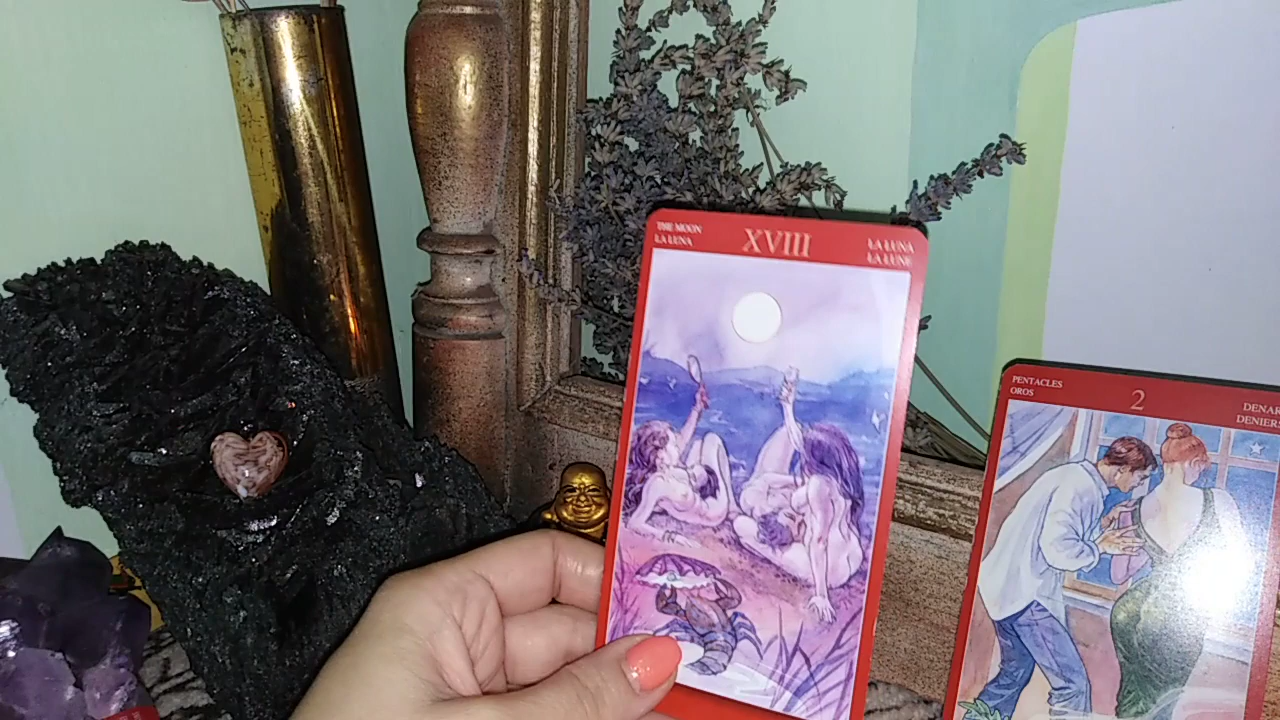 THE MOON
LA LUNA
XVIII
LA LUNA
LA LUNE
PENTACLES
OROS
2
DENAR
DENIERS